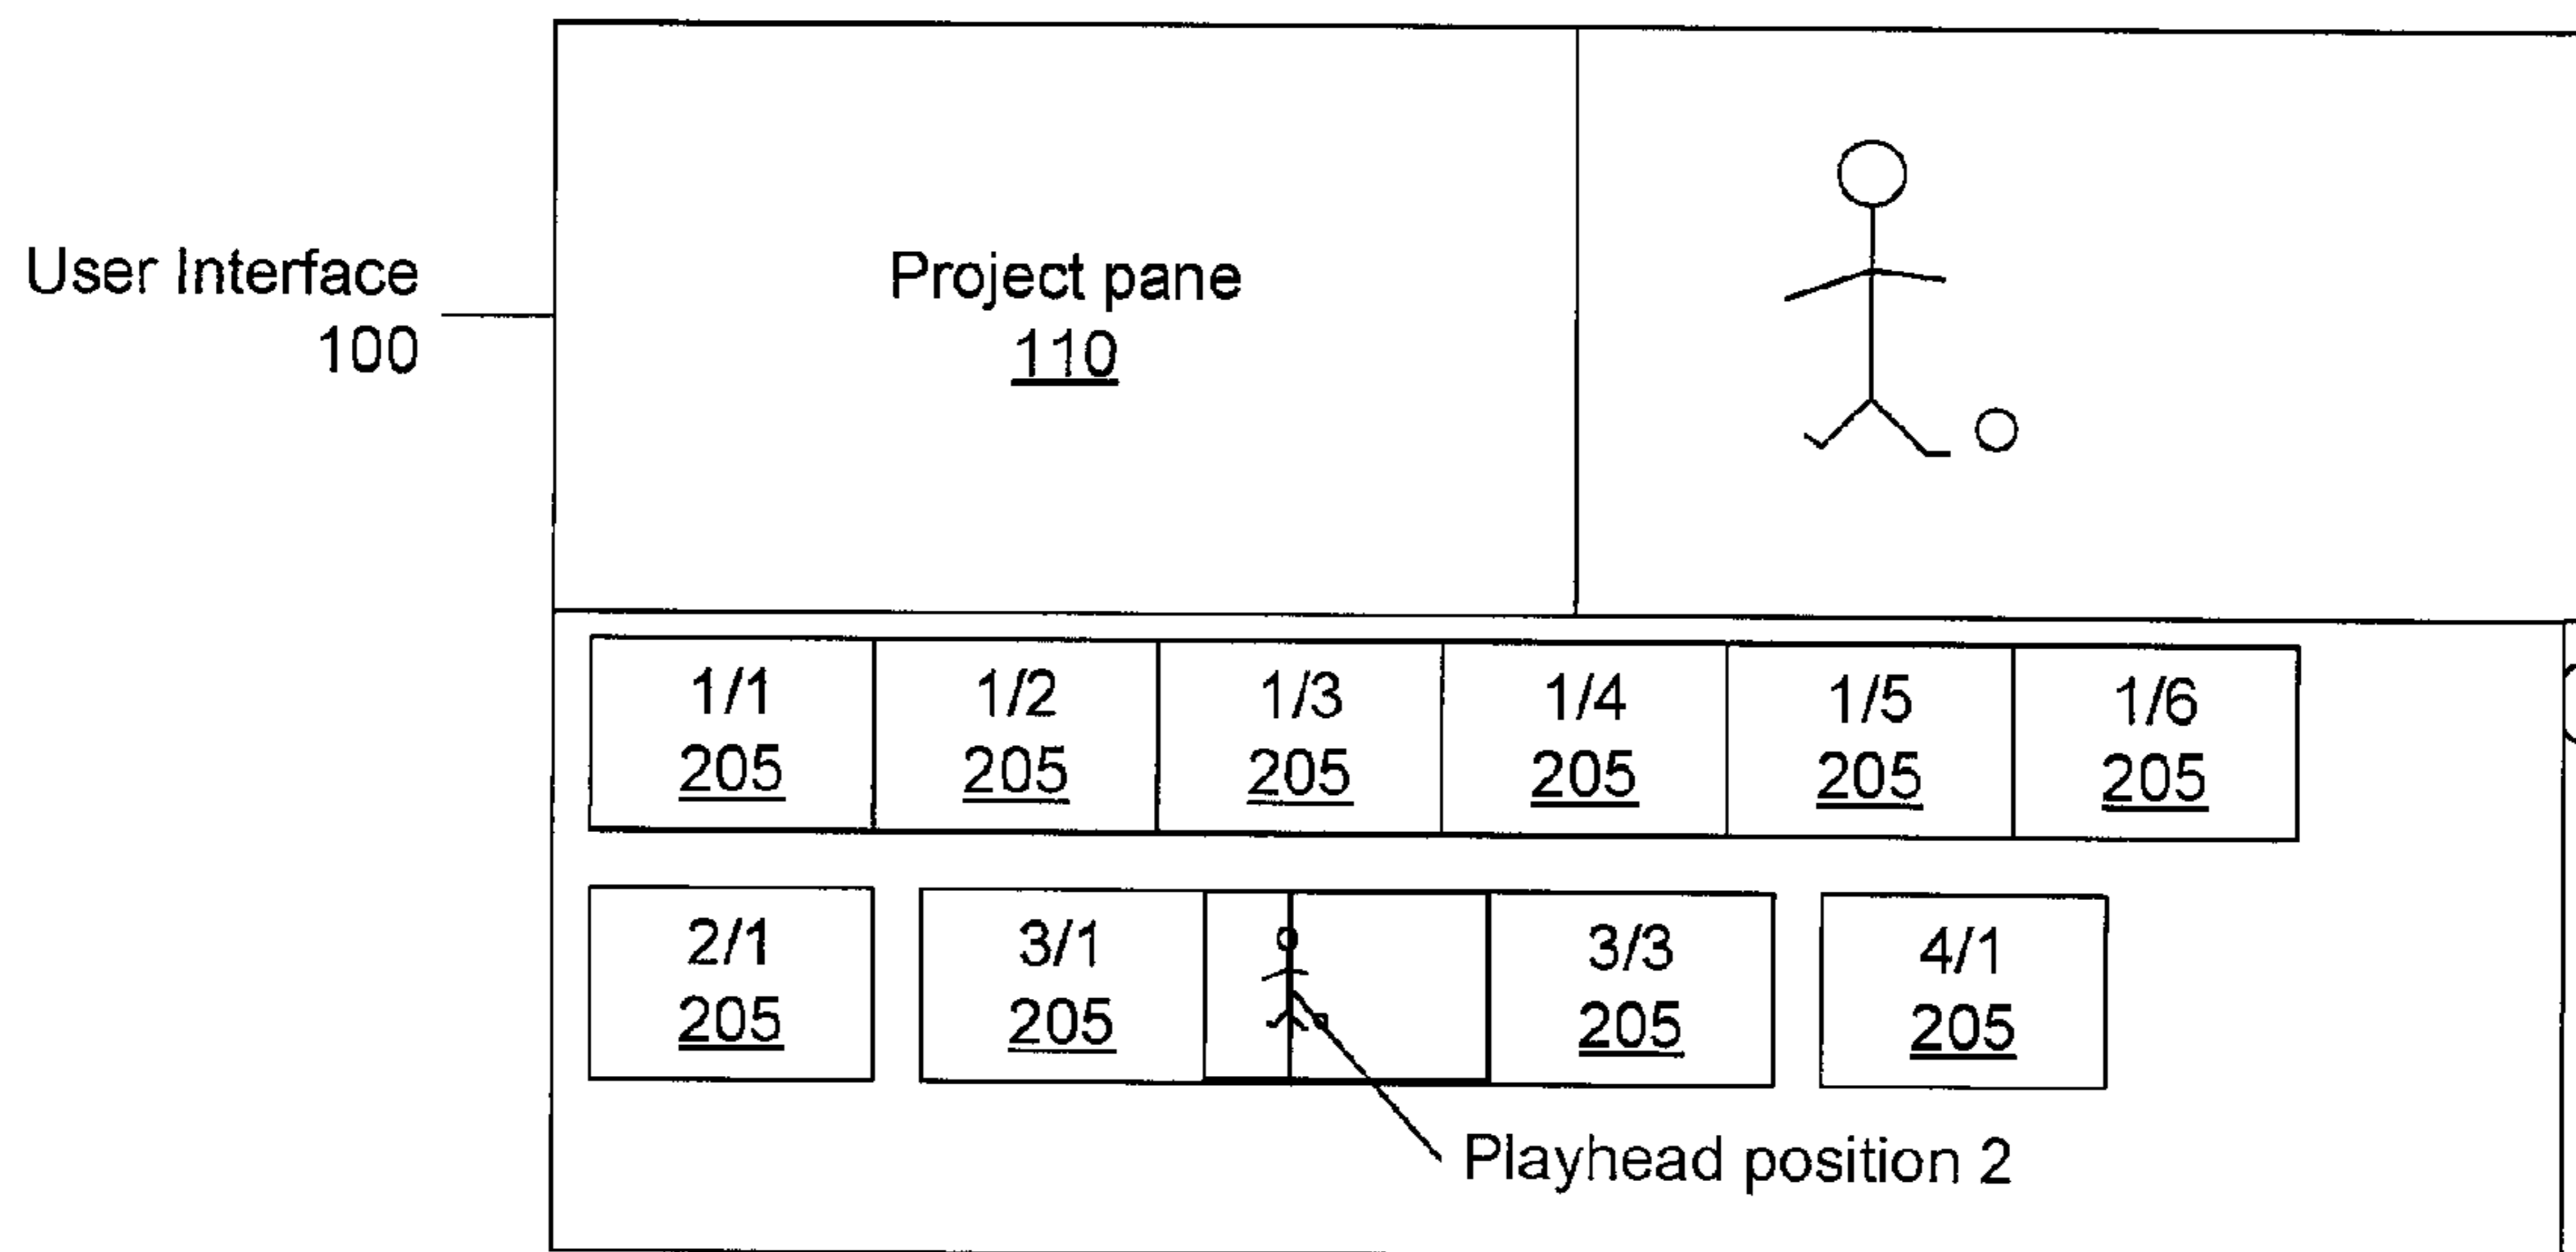 User Interface
100
Project pane
110
1/1 1/2 1/3 1/4 1/5 1/6
205 205 205 205 205 205
2/1 3/1 3/3 4/1
205 205 205 205
Playhead position 2